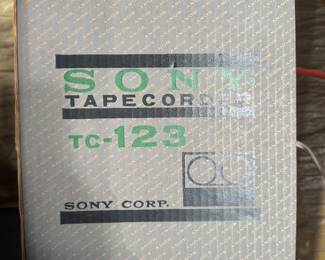 SONY
TAPECORDER
TC-123
SONY CORP.